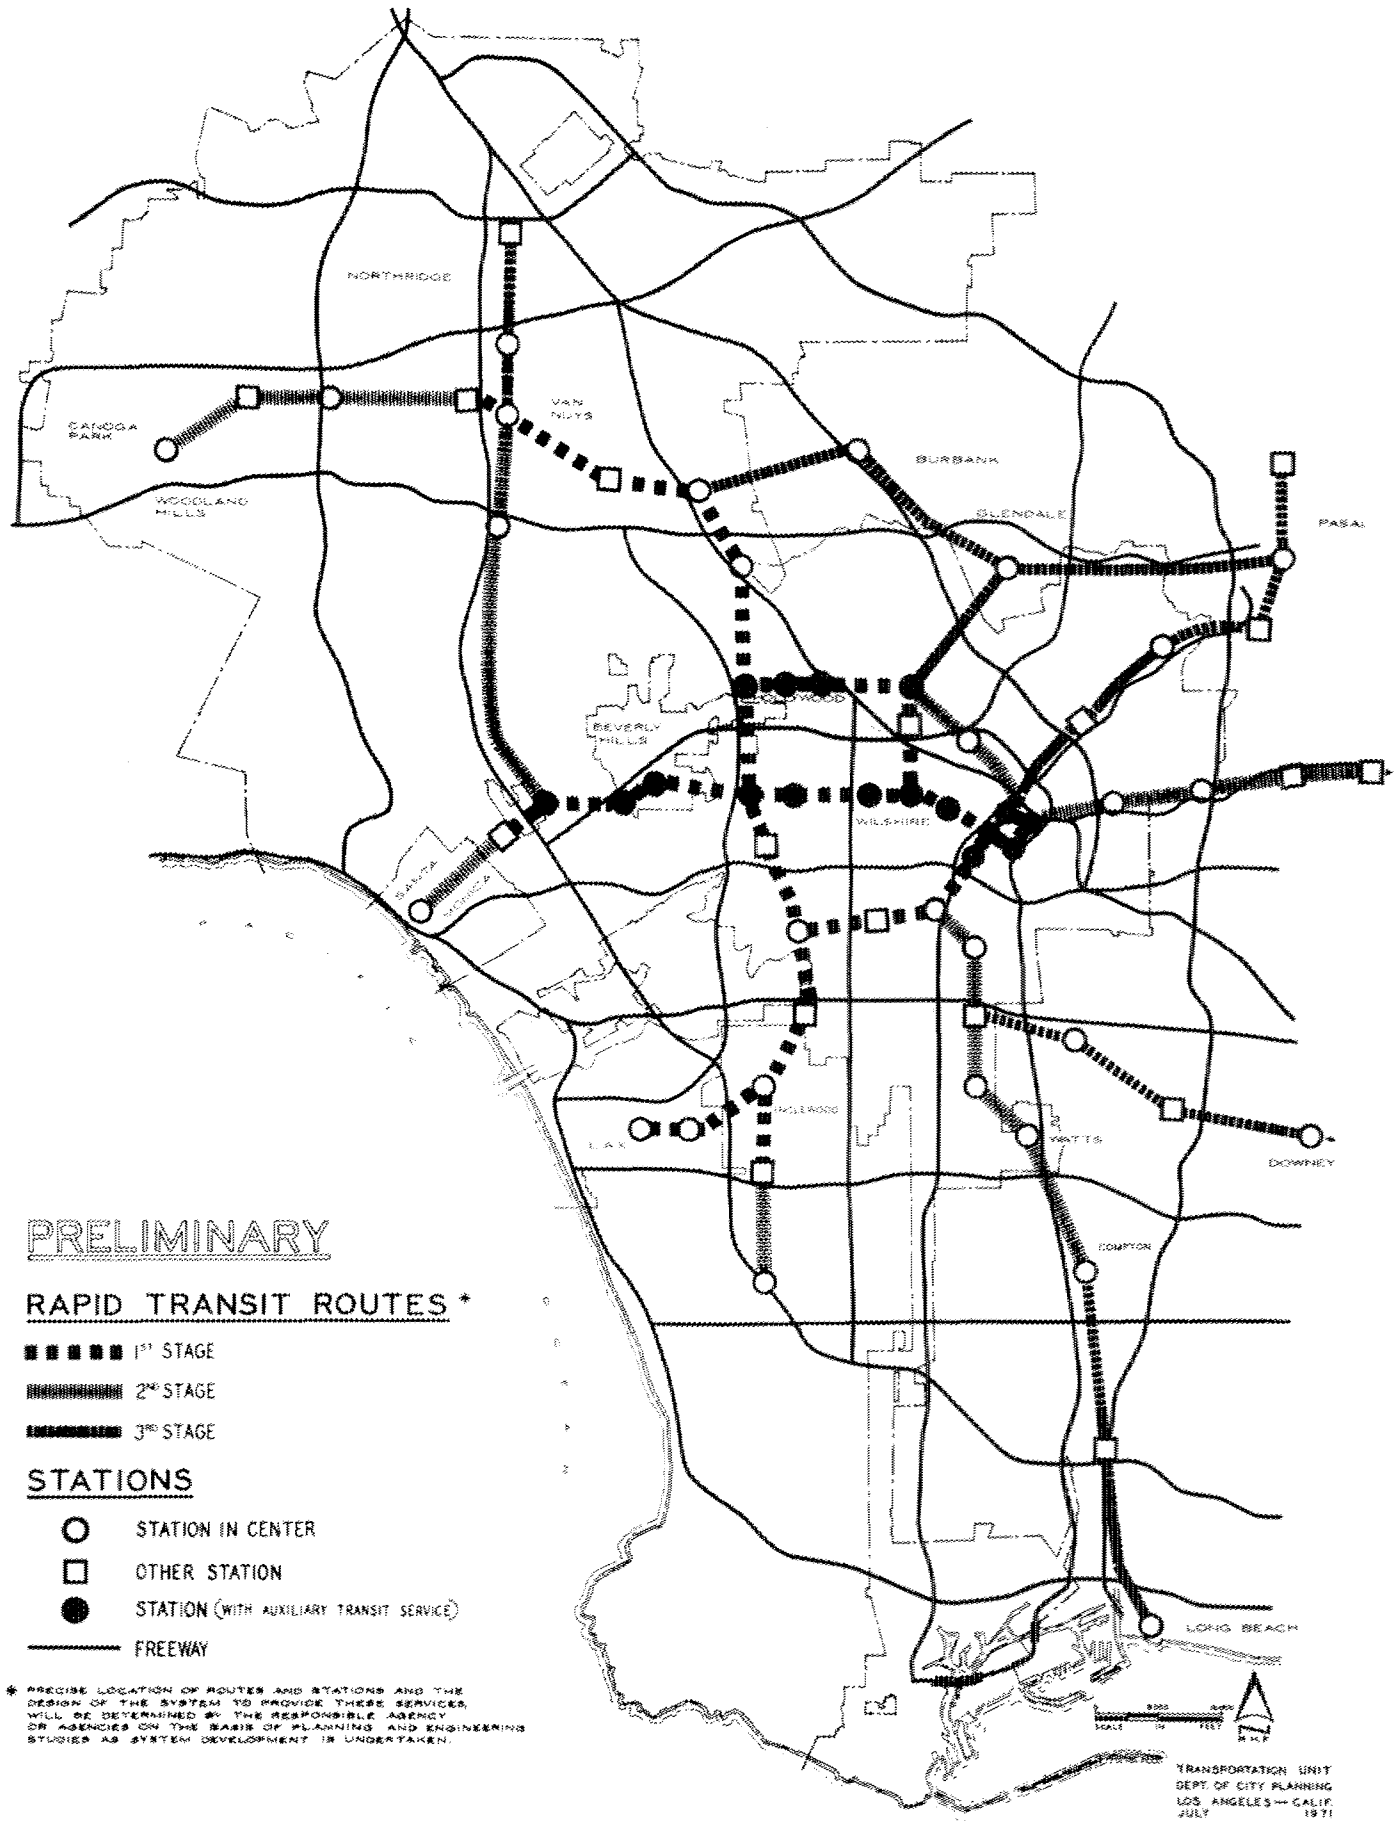 NORTHRIDGE
VAN
NUYS
CANOGA
PARK
BURBANK
WOODLAND
HILLS
GLENDALE
PASA
BEVERLY
HILLS
WILSHIRE
SANTA
MONICA
INGLEWOOD
LAX
WATTS
DOWNEY
COMPTON
PRELIMINARY
RAPID TRANSIT ROUTES *
1ST STAGE
2ND STAGE
3RD STAGE
STATIONS
STATION IN CENTER
OTHER STATION
STATION (WITH AUXILIARY TRANSIT SERVICE)
FREEWAY
LONG BEACH
* PRECISE LOCATION OF ROUTES AND STATIONS AND THE
DESIGN OF THE SYSTEM TO PROVIDE THESE SERVICES,
WILL BE DETERMINED BY THE RESPONSIBLE AGENCY
OR AGENCIES ON THE BASIS OF PLANNING AND ENGINEERING
STUDIES AS SYSTEM DEVELOPMENT IS UNDERTAKEN.
SCALE IN FEET
TRANSPORTATION UNIT
DEPT. OF CITY PLANNING
LOS ANGELES — CALIF.
JULY 1971